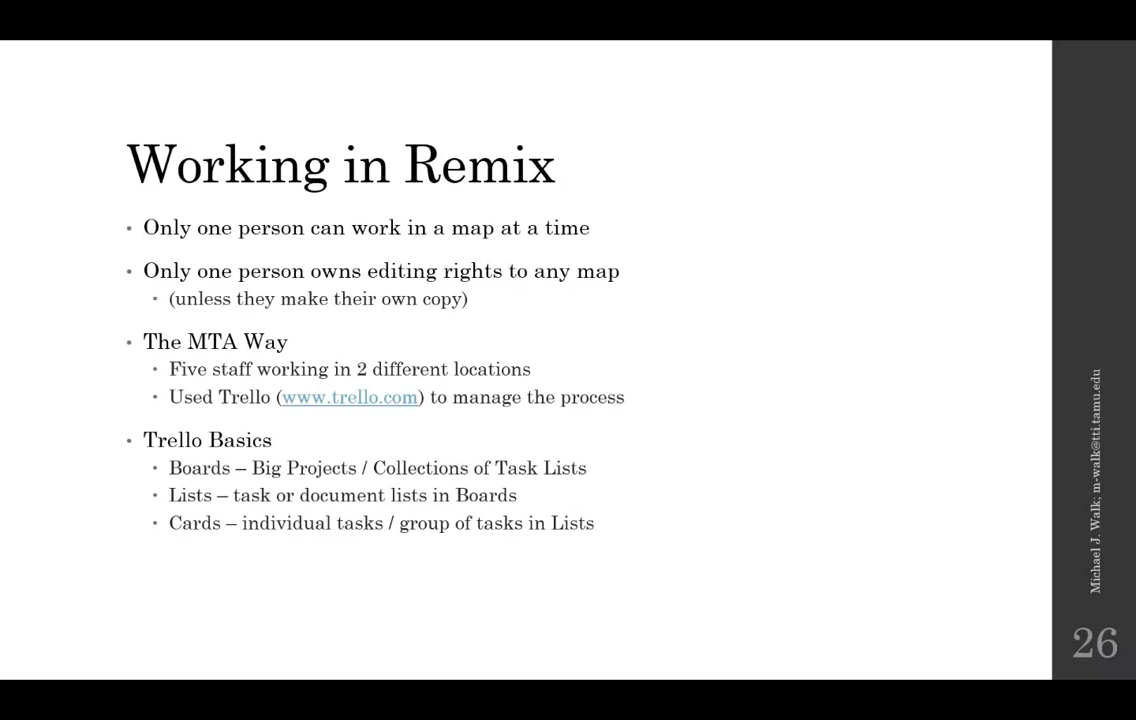 Working in Remix
• Only one person can work in a map at a time
• Only one person owns editing rights to any map
• (unless they make their own copy)
• The MTA Way
• Five staff working in 2 different locations
• Used Trello (www.trello.com) to manage the process
• Trello Basics
• Boards – Big Projects / Collections of Task Lists
• Lists – task or document lists in Boards
• Cards – individual tasks / group of tasks in Lists
Michael J. Walk; m-walk@tti.tamu.edu
26